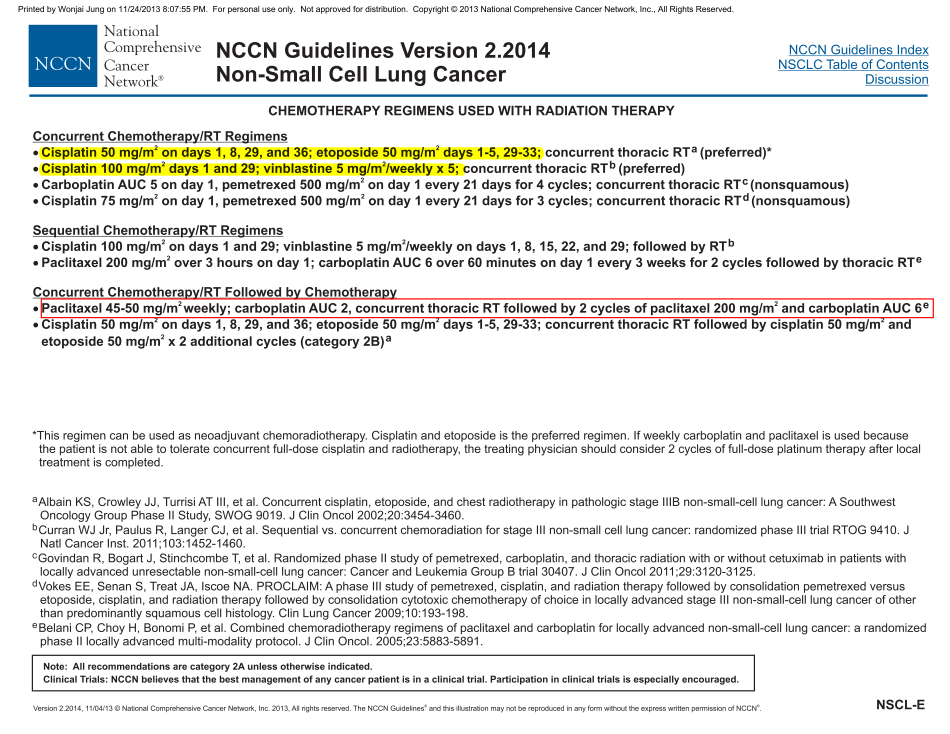 Printed by Wonjai Jung on 11/24/2013 8:07:55 PM. For personal use only. Not approved for distribution. Copyright © 2013 National Comprehensive Cancer Network, Inc., All Rights Reserved.
NCCN
National
Comprehensive
Cancer
Network®
NCCN Guidelines Version 2.2014
Non-Small Cell Lung Cancer
NCCN Guidelines Index
NSCLC Table of Contents
Discussion
CHEMOTHERAPY REGIMENS USED WITH RADIATION THERAPY
Concurrent Chemotherapy/RT Regimens
• Cisplatin 50 mg/m² on days 1, 8, 29, and 36; etoposide 50 mg/m² days 1-5, 29-33; concurrent thoracic RTᵃ (preferred)*
• Cisplatin 100 mg/m² days 1 and 29; vinblastine 5 mg/m²/weekly x 5; concurrent thoracic RTᵇ (preferred)
• Carboplatin AUC 5 on day 1, pemetrexed 500 mg/m² on day 1 every 21 days for 4 cycles; concurrent thoracic RTᶜ (nonsquamous)
• Cisplatin 75 mg/m² on day 1, pemetrexed 500 mg/m² on day 1 every 21 days for 3 cycles; concurrent thoracic RTᵈ (nonsquamous)
Sequential Chemotherapy/RT Regimens
• Cisplatin 100 mg/m² on days 1 and 29; vinblastine 5 mg/m²/weekly on days 1, 8, 15, 22, and 29; followed by RTᵇ
• Paclitaxel 200 mg/m² over 3 hours on day 1; carboplatin AUC 6 over 60 minutes on day 1 every 3 weeks for 2 cycles followed by thoracic RTᵉ
Concurrent Chemotherapy/RT Followed by Chemotherapy
• Paclitaxel 45-50 mg/m² weekly; carboplatin AUC 2, concurrent thoracic RT followed by 2 cycles of paclitaxel 200 mg/m² and carboplatin AUC 6ᵉ
• Cisplatin 50 mg/m² on days 1, 8, 29, and 36; etoposide 50 mg/m² days 1-5, 29-33; concurrent thoracic RT followed by cisplatin 50 mg/m² and
etoposide 50 mg/m² x 2 additional cycles (category 2B)ᵃ
*This regimen can be used as neoadjuvant chemoradiotherapy. Cisplatin and etoposide is the preferred regimen. If weekly carboplatin and paclitaxel is used because
the patient is not able to tolerate concurrent full-dose cisplatin and radiotherapy, the treating physician should consider 2 cycles of full-dose platinum therapy after local
treatment is completed.
ᵃAlbain KS, Crowley JJ, Turrisi AT III, et al. Concurrent cisplatin, etoposide, and chest radiotherapy in pathologic stage IIIB non-small-cell lung cancer: A Southwest
Oncology Group Phase II Study, SWOG 9019. J Clin Oncol 2002;20:3454-3460.
ᵇCurran WJ Jr, Paulus R, Langer CJ, et al. Sequential vs. concurrent chemoradiation for stage III non-small cell lung cancer: randomized phase III trial RTOG 9410. J
Natl Cancer Inst. 2011;103:1452-1460.
ᶜGovindan R, Bogart J, Stinchcombe T, et al. Randomized phase II study of pemetrexed, carboplatin, and thoracic radiation with or without cetuximab in patients with
locally advanced unresectable non-small-cell lung cancer: Cancer and Leukemia Group B trial 30407. J Clin Oncol 2011;29:3120-3125.
ᵈVokes EE, Senan S, Treat JA, Iscoe NA. PROCLAIM: A phase III study of pemetrexed, cisplatin, and radiation therapy followed by consolidation pemetrexed versus
etoposide, cisplatin, and radiation therapy followed by consolidation cytotoxic chemotherapy of choice in locally advanced stage III non-small-cell lung cancer of other
than predominantly squamous cell histology. Clin Lung Cancer 2009;10:193-198.
ᵉBelani CP, Choy H, Bonomi P, et al. Combined chemoradiotherapy regimens of paclitaxel and carboplatin for locally advanced non-small-cell lung cancer: a randomized
phase II locally advanced multi-modality protocol. J Clin Oncol. 2005;23:5883-5891.
Note: All recommendations are category 2A unless otherwise indicated.
Clinical Trials: NCCN believes that the best management of any cancer patient is in a clinical trial. Participation in clinical trials is especially encouraged.
Version 2.2014, 11/04/13 © National Comprehensive Cancer Network, Inc. 2013, All rights reserved. The NCCN Guidelines® and this illustration may not be reproduced in any form without the express written permission of NCCN®.
NSCL-E